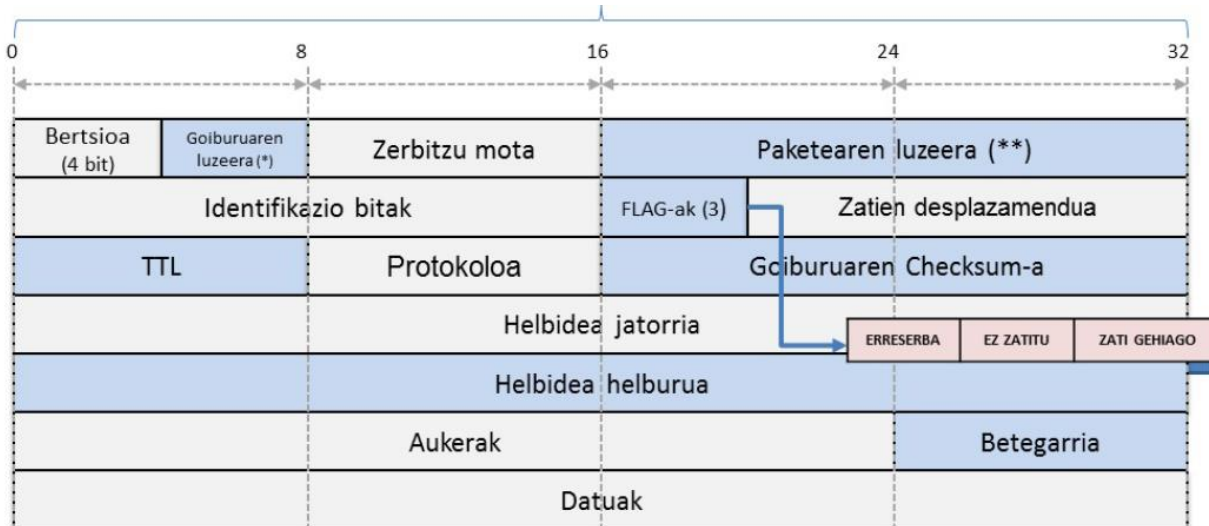 0 8 16 24 32
Bertsioa
(4 bit)
Goiburuaren
luzeera (*)
Zerbitzu mota
Paketearen luzeera (**)
Identifikazio bitak
FLAG-ak (3)
Zatien desplazamendua
TTL
Protokoloa
Goiburuaren Checksum-a
Helbidea jatorria
ERRESERBA
EZ ZATITU
ZATI GEHIAGO
Helbidea helburua
Aukerak
Betegarria
Datuak